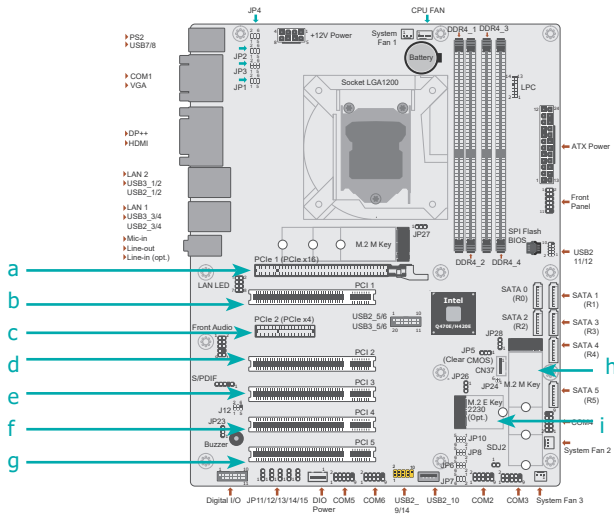 JP4
CPU FAN
+12V Power
System
Fan 1
DDR4_1
DDR4_3
PS2
USB7/8
JP2
JP3
JP1
Battery
LPC
COM1
VGA
Socket LGA1200
DP++
HDMI
ATX Power
LAN 2
USB3_1/2
USB2_1/2
Front
Panel
LAN 1
USB3_3/4
USB2_3/4
JP27
SPI Flash
BIOS
Mic-in
Line-out
Line-in (opt.)
M.2 M Key
USB2
11/12
DDR4_2
DDR4_4
a
PCIe 1 (PCIe x16)
LAN LED
PCI 1
b
SATA 0
(R0)
SATA 1
(R1)
Intel
Q470E/H420E
USB2_5/6
USB3_5/6
SATA 2
(R2)
SATA 3
(R3)
c
PCIe 2 (PCIe x4)
Front Audio
JP28
SATA 4
(R4)
JP5
(Clear CMOS)
PCI 2
d
CN37
h
S/PDIF
PCI 3
JP26
JP24
M.2 M Key
SATA 5
(R5)
e
J12
PCI 4
M.2 E Key
2230
(Opt.)
i
COM4
JP23
f
Buzzer
PCI 5
JP10
JP8
SDJ2
System Fan 2
g
JP6
JP7
Digital I/O
JP11/12/13/14/15
DIO
Power
COM5
COM6
USB2_
9/14
USB2_10
COM2
COM3
System Fan 3